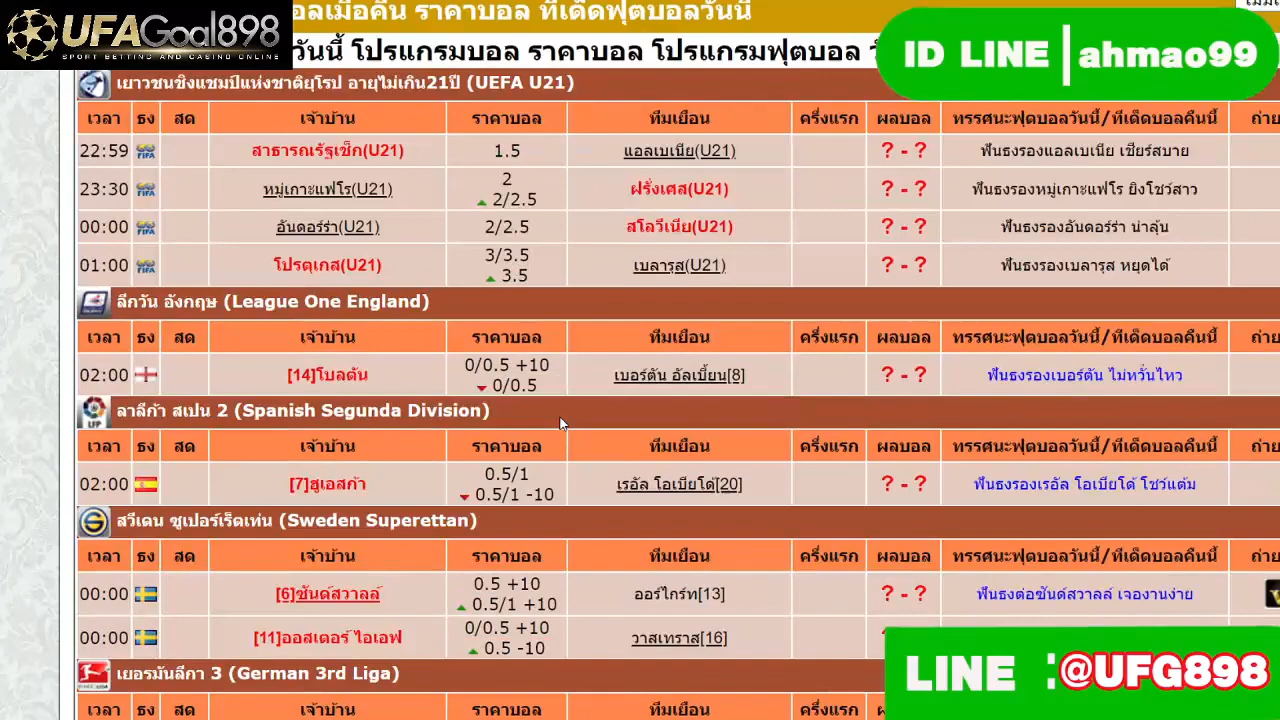 UFAGoal898
SPORT BETTING AND CASINO ONLINE
ราคาบอล ทีเด็ดฟุตบอลวันนี้
วันนี้ โปรแกรมบอล ราคาบอล โปรแกรมฟุตบอล
ID LINE | ahmao99
เยาวชนชิงแชมป์แห่งชาติยุโรป อายุไม่เกิน21ปี (UEFA U21)
เวลา ธง สด เจ้าบ้าน ราคาบอล ทีมเยือน ครึ่งแรก ผลบอล ทรรศนะฟุตบอลวันนี้/ทีเด็ดบอลคืนนี้
22:59 สาธารณรัฐเช็ก(U21) 1.5 แอลเบเนีย(U21) ? - ? ฟันธงรองแอลเบเนีย เชียร์สบาย
23:30 หมู่เกาะแฟโร(U21) 2 ฝรั่งเศส(U21) ? - ? ฟันธงรองหมู่เกาะแฟโร ยิงโชว์สาว
2/2.5
00:00 อันดอร์ร่า(U21) 2/2.5 สโลวีเนีย(U21) ? - ? ฟันธงรองอันดอร์ร่า น่าลุ้น
01:00 โปรตุเกส(U21) 3/3.5 เบลารุส(U21) ? - ? ฟันธงรองเบลารุส หยุดได้
3.5
ลีกวัน อังกฤษ (League One England)
เวลา ธง สด เจ้าบ้าน ราคาบอล ทีมเยือน ครึ่งแรก ผลบอล ทรรศนะฟุตบอลวันนี้/ทีเด็ดบอลคืนนี้
02:00 [14]โบลตัน 0/0.5 +10 เบอร์ตัน อัลเบี้ยน[8] ? - ? ฟันธงรองเบอร์ตัน ไม่หวั่นไหว
0/0.5
ลาลีก้า สเปน 2 (Spanish Segunda Division)
เวลา ธง สด เจ้าบ้าน ราคาบอล ทีมเยือน ครึ่งแรก ผลบอล ทรรศนะฟุตบอลวันนี้/ทีเด็ดบอลคืนนี้
02:00 [7]ฮูเอสก้า 0.5/1 เรอัล โอเบียโด้[20] ? - ? ฟันธงรองเรอัล โอเบียโด้ โชว์แต้ม
0.5/1 -10
สวีเดน ซูเปอร์เร็ตเท่น (Sweden Superettan)
เวลา ธง สด เจ้าบ้าน ราคาบอล ทีมเยือน ครึ่งแรก ผลบอล ทรรศนะฟุตบอลวันนี้/ทีเด็ดบอลคืนนี้
00:00 [6]ซันด์สวาลล์ 0.5 +10 ออร์ไกร์ท[13] ? - ? ฟันธงต่อซันด์สวาลล์ เจองานง่าย
0.5/1 +10
00:00 [11]ออสเตอร์ ไอเอฟ 0/0.5 +10 วาสเทราส[16]
0.5 -10
LINE : @UFG898
เยอรมันลีกา 3 (German 3rd Liga)
เวลา ธง สด เจ้าบ้าน ราคาบอล ทีมเยือน ครึ่งแรก